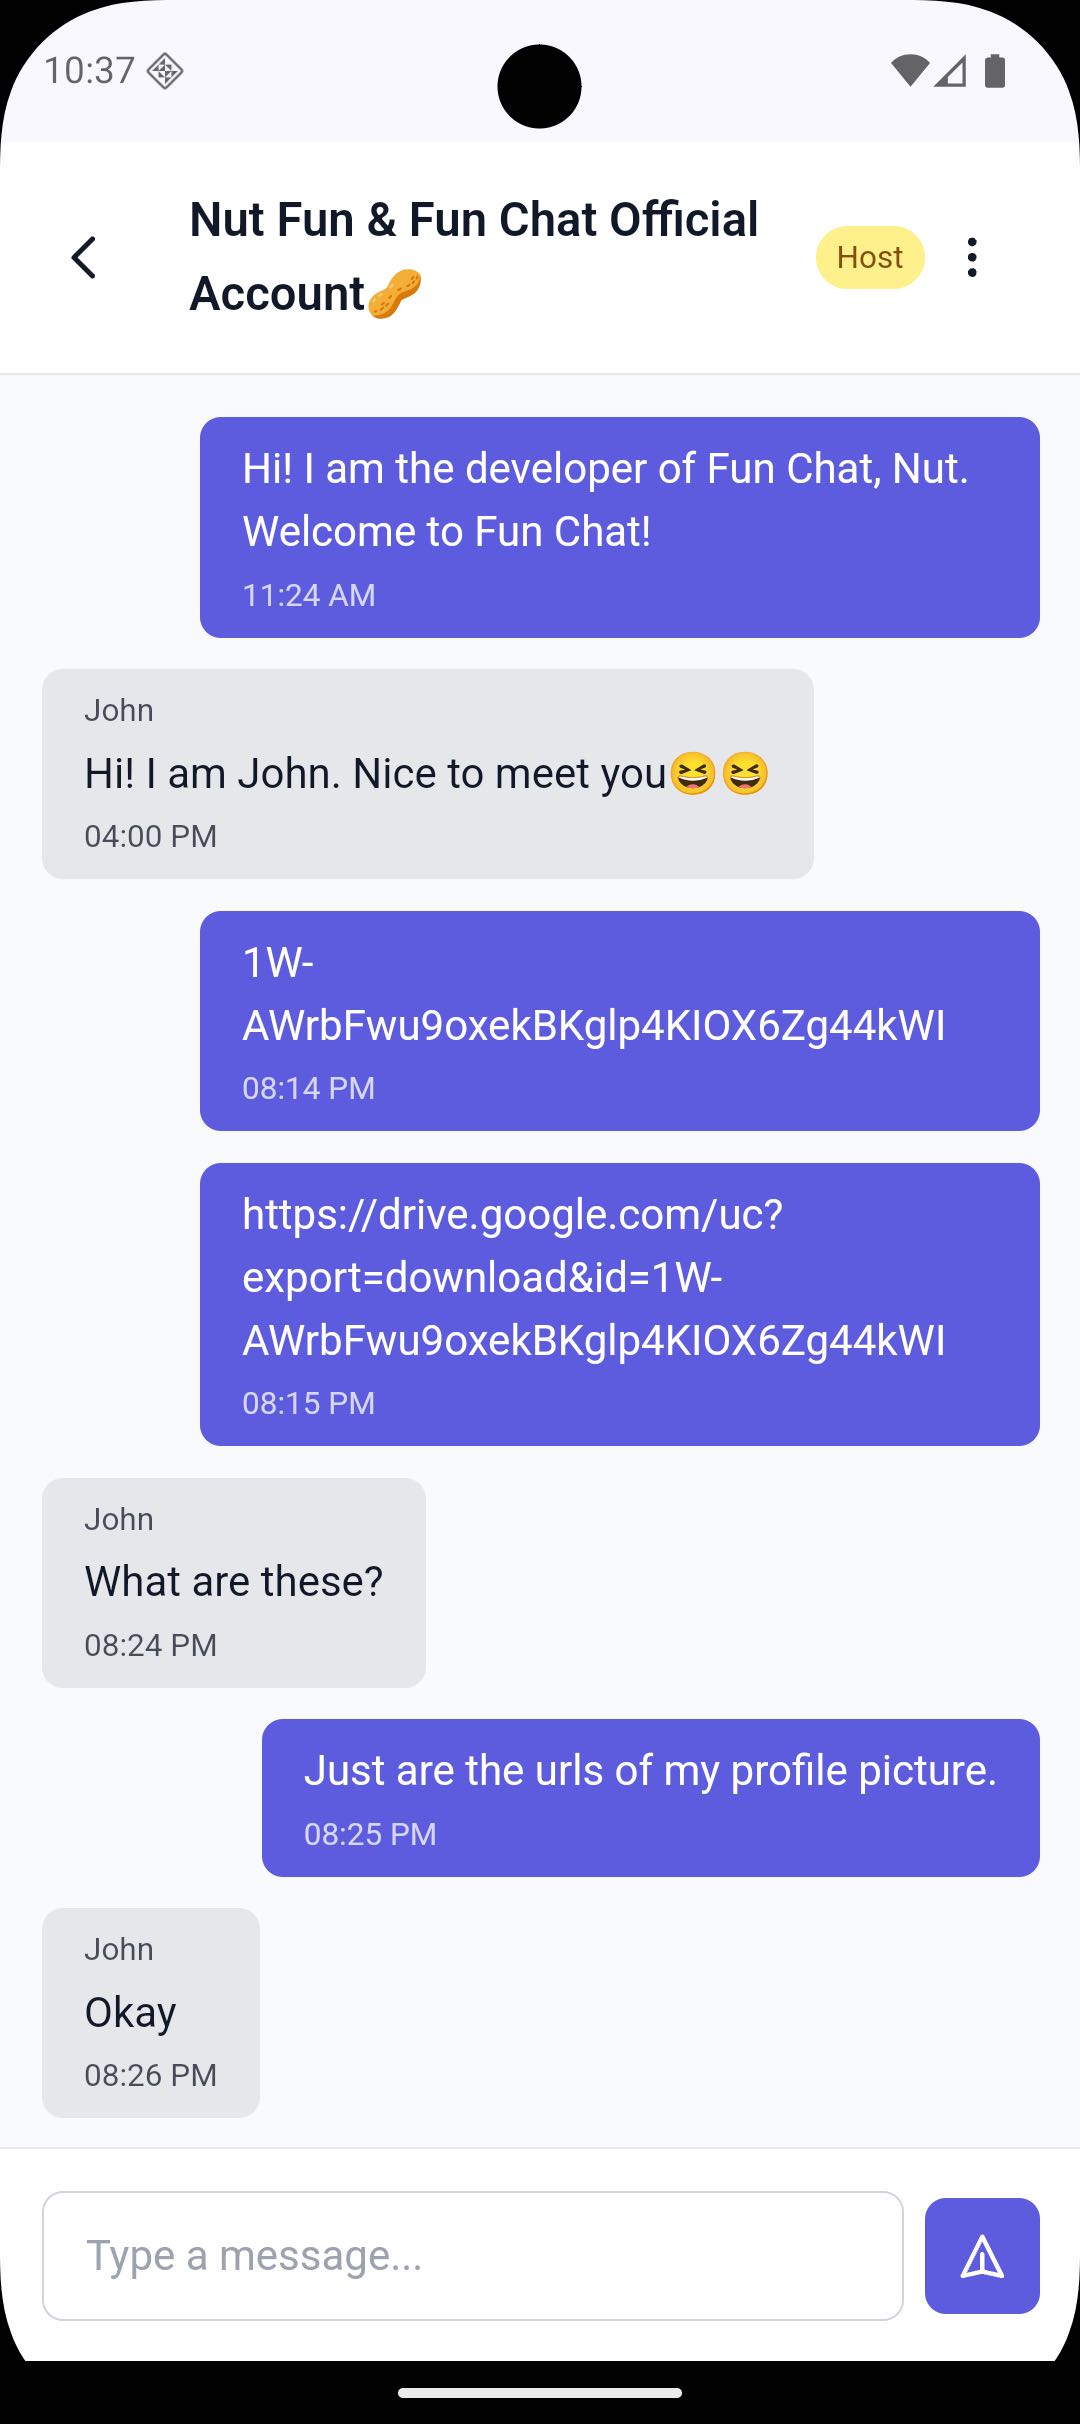 10:37
Nut Fun & Fun Chat Official
Account🥜
Host
Hi! I am the developer of Fun Chat, Nut.
Welcome to Fun Chat!
11:24 AM
John
Hi! I am John. Nice to meet you😆😆
04:00 PM
1W-
AWrbFwu9oxekBKglp4KIOX6Zg44kWI
08:14 PM
https://drive.google.com/uc?
export=download&id=1W-
AWrbFwu9oxekBKglp4KIOX6Zg44kWI
08:15 PM
John
What are these?
08:24 PM
Just are the urls of my profile picture.
08:25 PM
John
Okay
08:26 PM
Type a message...